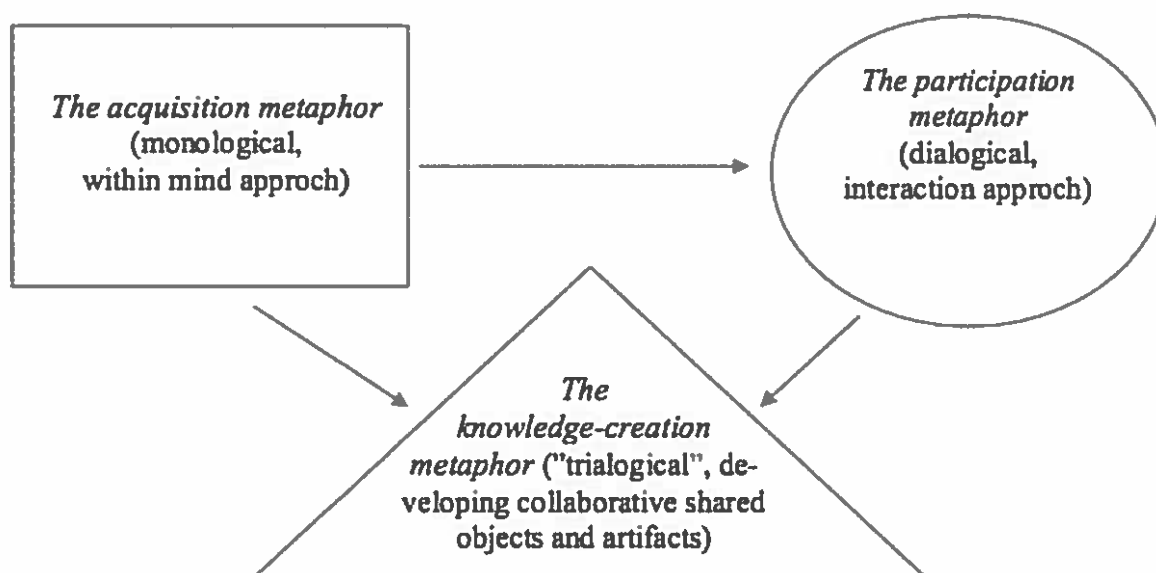 The acquisition metaphor
(monological,
within mind approch)
The participation
metaphor
(dialogical,
interaction approch)
The
knowledge-creation
metaphor ("trialogical", de-
veloping collaborative shared
objects and artifacts)